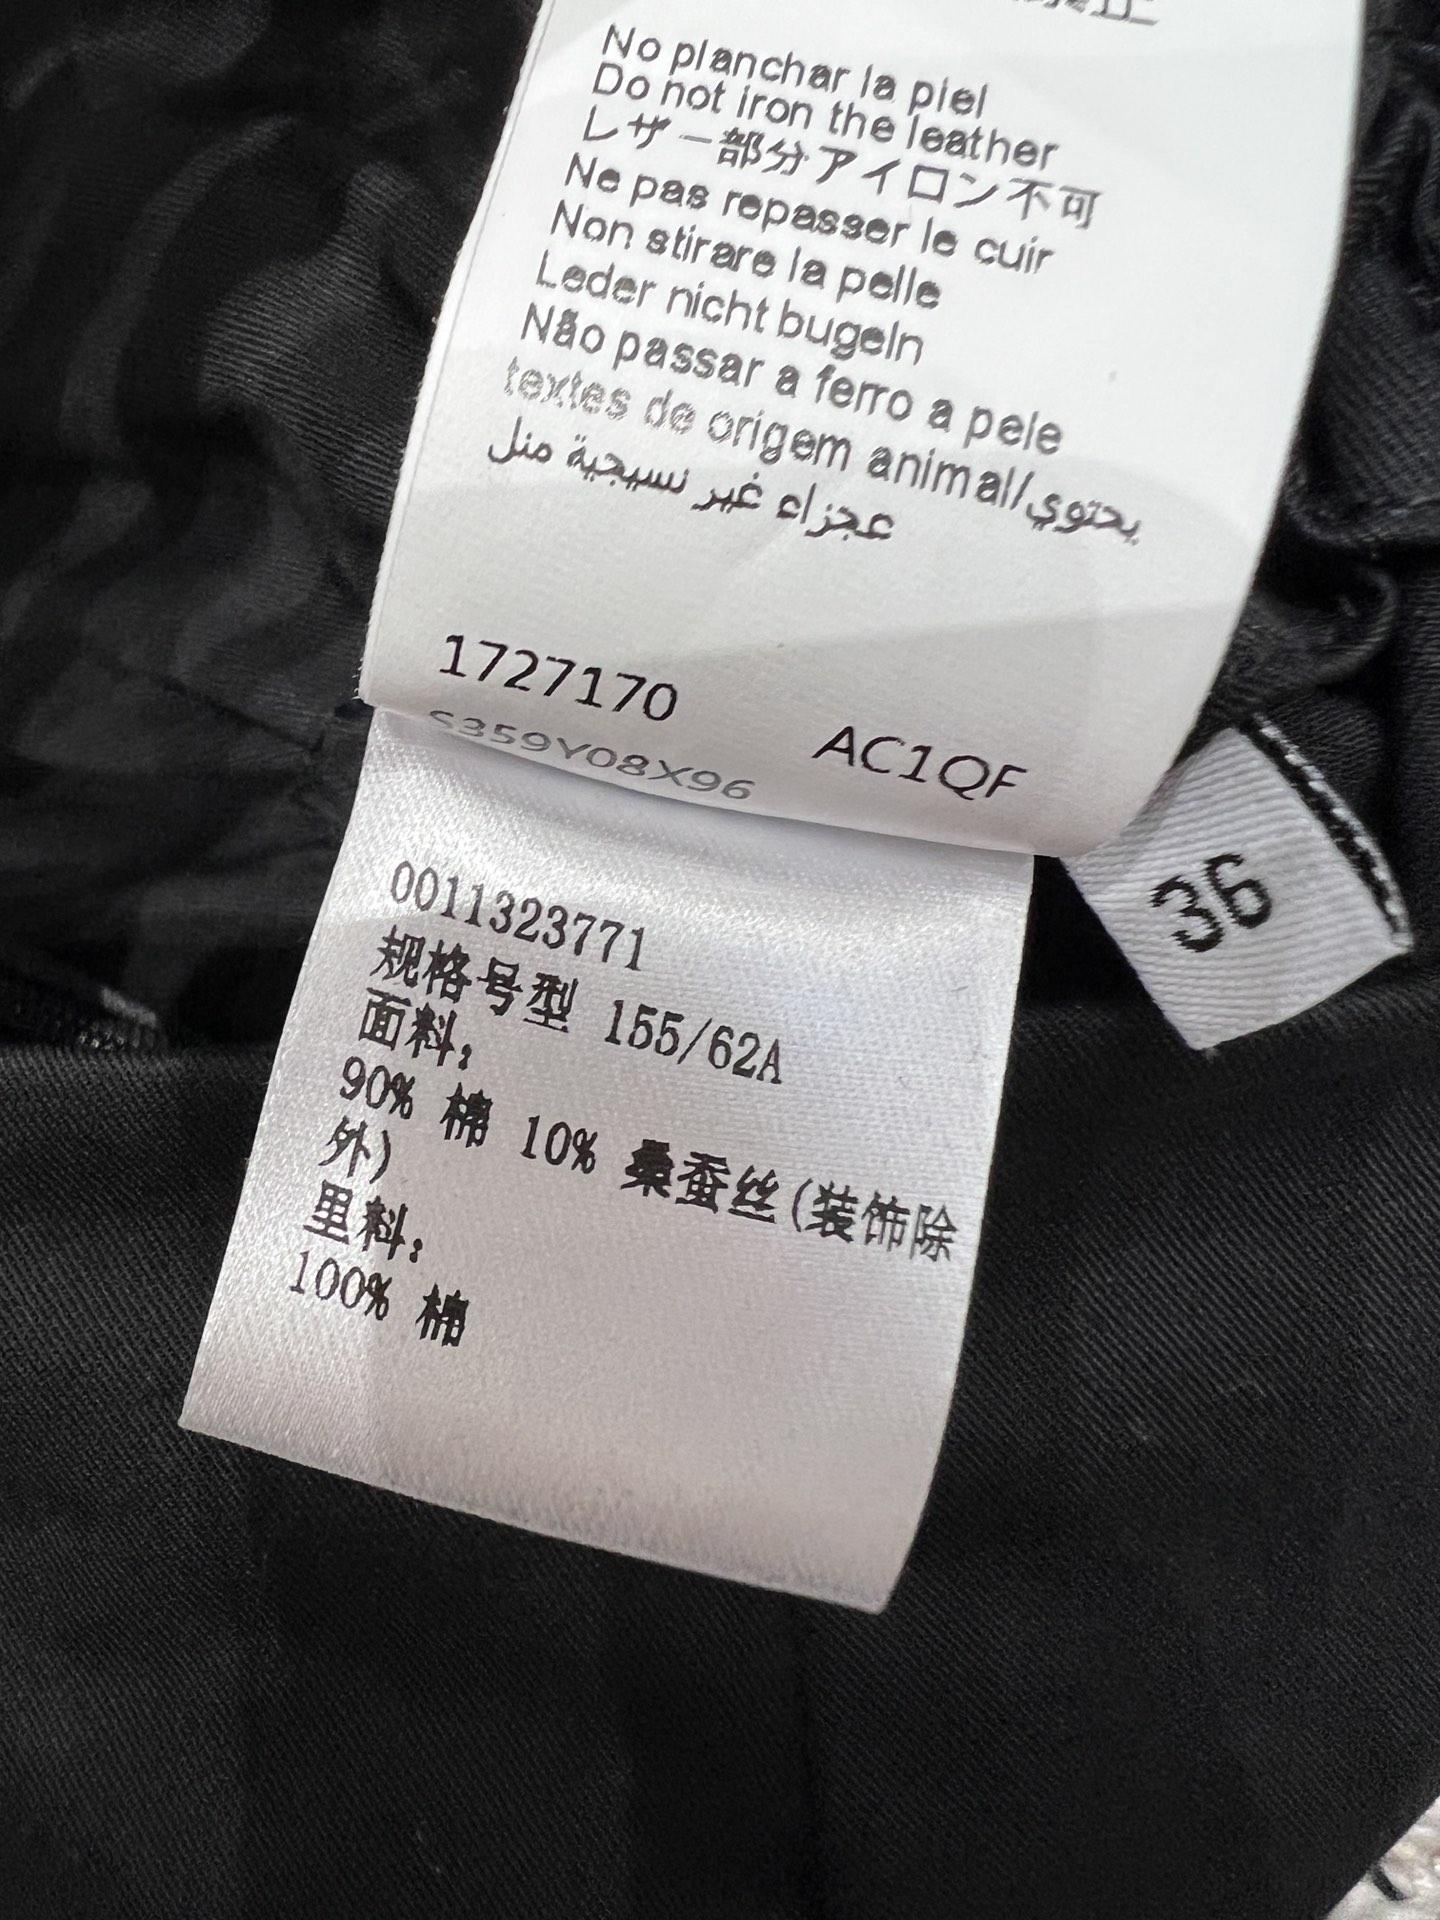 No planchar la piel
Do not iron the leather
レザー部分アイロン不可
Ne pas repasser le cuir
Non stirare la pelle
Leder nicht bugeln
Não passar a ferro a pele
textes de origem animal/يحتوي
عجزاء غير نسيجية منل
1727170
AC1QF
S359Y08X96
36
0011323771
规格号型 155/62A
面料:
90% 棉 10% 桑蚕丝(装饰除
外)
里料:
100% 棉